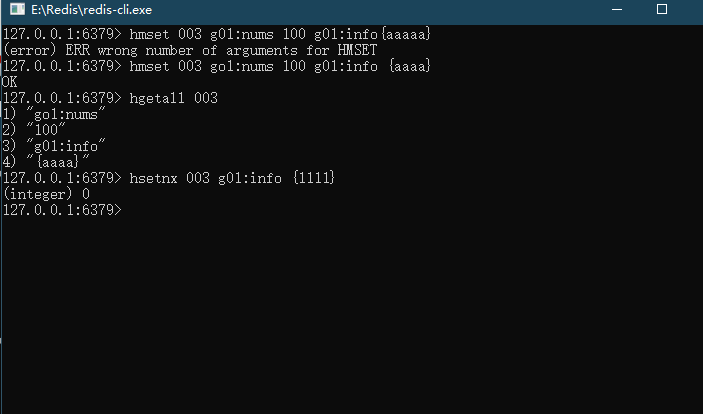 E:\Redis\redis-cli.exe
127.0.0.1:6379> hmset 003 go1:nums 100 g01:info{aaaaa}
(error) ERR wrong number of arguments for HMSET
127.0.0.1:6379> hmset 003 go1:nums 100 g01:info {aaaa}
OK
127.0.0.1:6379> hgetall 003
1) "go1:nums"
2) "100"
3) "g01:info"
4) "{aaaa}"
127.0.0.1:6379> hsetnx 003 g01:info {1111}
(integer) 0
127.0.0.1:6379>